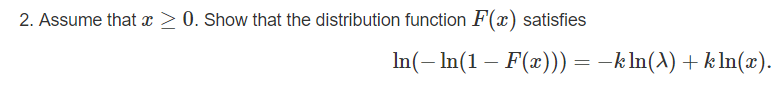 2. Assume that x ≥ 0. Show that the distribution function F(x) satisfies
ln(− ln(1 − F(x))) = −k ln(λ) + k ln(x).